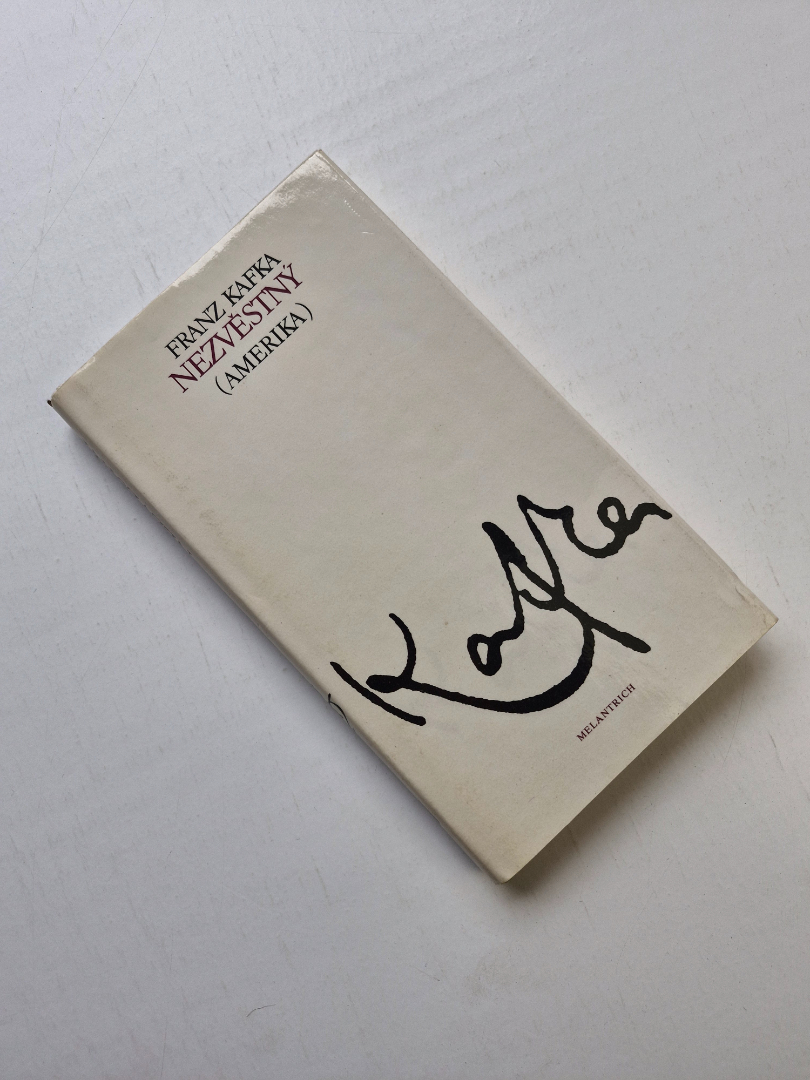 FRANZ KAFKA
NEZVĚSTNÝ
(AMERIKA)
Kafka
MELANTRICH